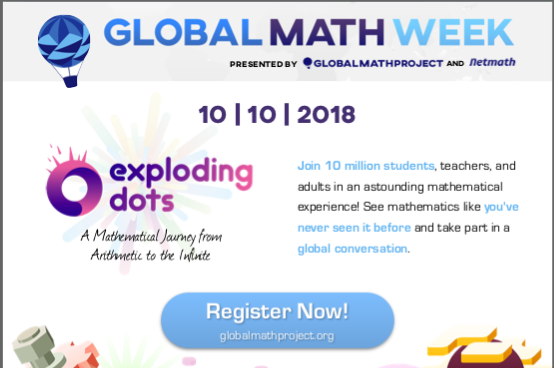 GLOBAL MATH WEEK
PRESENTED BY GLOBALMATHPROJECT AND netmath
10 | 10 | 2018
exploding
dots
A Mathematical Journey from
Arithmetic to the Infinite
Join 10 million students, teachers, and
adults in an astounding mathematical
experience! See mathematics like you've
never seen it before and take part in a
global conversation.
Register Now!
globalmathproject.org